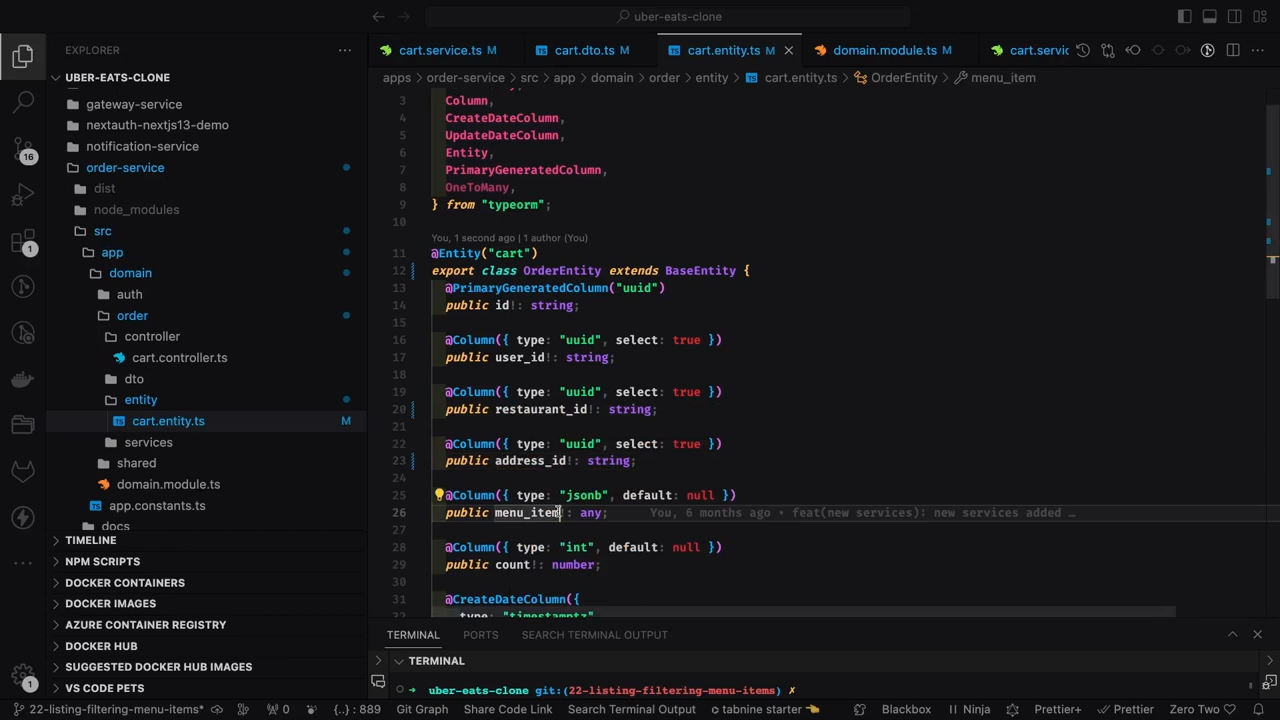 uber-eats-clone
EXPLORER
cart.service.ts M
cart.dto.ts M
cart.entity.ts M
domain.module.ts M
cart.servic
UBER-EATS-CLONE
apps > order-service > src > app > domain > order > entity > cart.entity.ts > OrderEntity > menu_item
gateway-service
nextauth-nextjs13-demo
notification-service
order-service
dist
node_modules
src
app
domain
auth
order
controller
cart.controller.ts
dto
entity
cart.entity.ts M
services
shared
domain.module.ts
app.constants.ts
docs
TIMELINE
NPM SCRIPTS
DOCKER CONTAINERS
DOCKER IMAGES
AZURE CONTAINER REGISTRY
DOCKER HUB
SUGGESTED DOCKER HUB IMAGES
VS CODE PETS
16
1
1
3 Column,
4 CreateDateColumn,
5 UpdateDateColumn,
6 Entity,
7 PrimaryGeneratedColumn,
8 OneToMany,
9 } from "typeorm";
10
You, 1 second ago | 1 author (You)
11 @Entity("cart")
12 export class OrderEntity extends BaseEntity {
13 @PrimaryGeneratedColumn("uuid")
14 public id!: string;
15
16 @Column({ type: "uuid", select: true })
17 public user_id!: string;
18
19 @Column({ type: "uuid", select: true })
20 public restaurant_id!: string;
21
22 @Column({ type: "uuid", select: true })
23 public address_id!: string;
24
25 @Column({ type: "jsonb", default: null })
26 public menu_item!: any; You, 6 months ago • feat(new services): new services added …
27
28 @Column({ type: "int", default: null })
29 public count!: number;
30
31 @CreateDateColumn({
32 type: "timestamptz"
TERMINAL PORTS SEARCH TERMINAL OUTPUT
TERMINAL
➜ uber-eats-clone git:(22-listing-filtering-menu-items) ✗
22-listing-filtering-menu-items* 0 {..} : 889 Git Graph Share Code Link Search Terminal Output tabnine starter Blackbox Ninja Prettier+ Prettier Zero Two